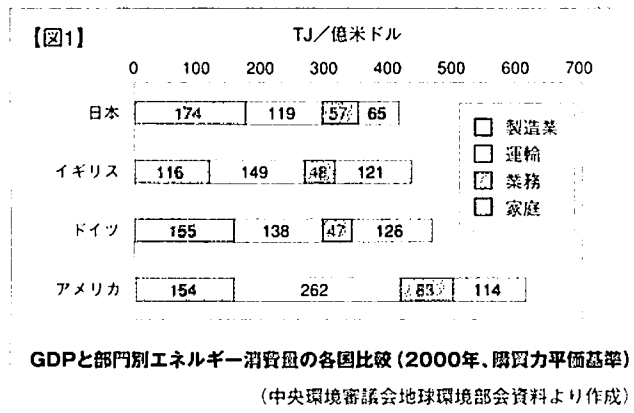 【図1】
TJ/億米ドル
0 100 200 300 400 500 600 700
日本 174 119 57 65
イギリス 116 149 48 121
ドイツ 155 138 47 126
アメリカ 154 262 83 114
製造業
運輸
業務
家庭
GDPと部門別エネルギー消費量の各国比較(2000年、購買力平価基準)
(中央環境審議会地球環境部会資料より作成)